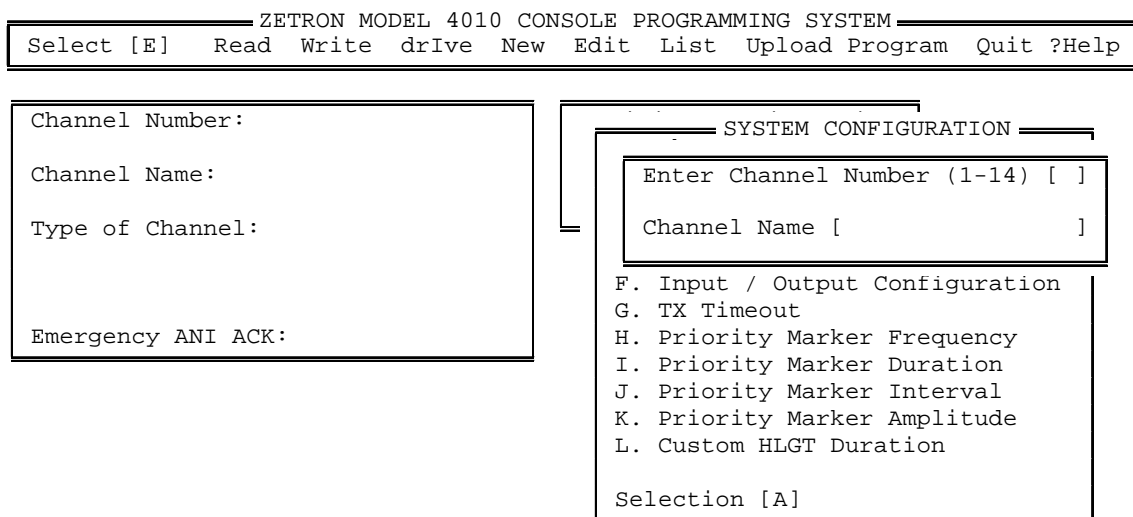 ZETRON MODEL 4010 CONSOLE PROGRAMMING SYSTEM
Select [E] Read Write drIve New Edit List Upload Program Quit ?Help
Channel Number:
Channel Name:
Type of Channel:
Emergency ANI ACK:
SYSTEM CONFIGURATION
Enter Channel Number (1-14) [ ]
Channel Name [ ]
F. Input / Output Configuration
G. TX Timeout
H. Priority Marker Frequency
I. Priority Marker Duration
J. Priority Marker Interval
K. Priority Marker Amplitude
L. Custom HLGT Duration
Selection [A]